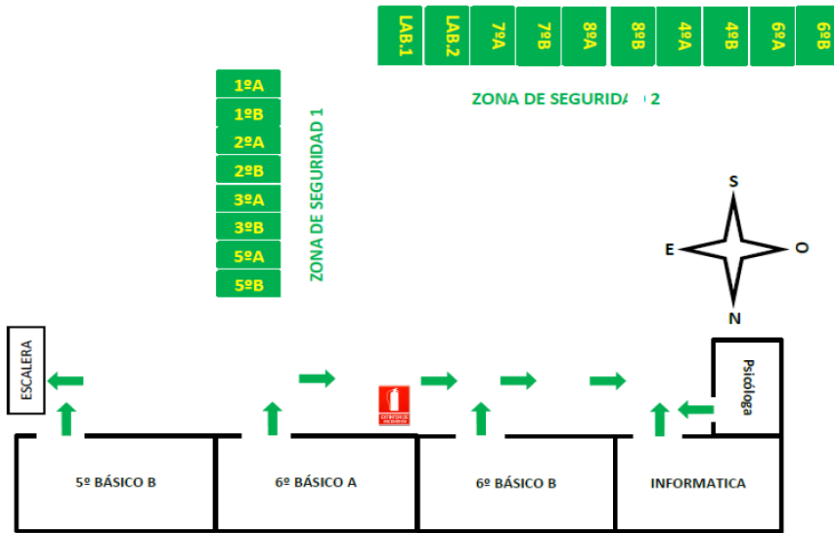 LAB.1
LAB.2
7ºA
7ºB
8ºA
8ºB
4ºA
4ºB
6ºA
6ºB
ZONA DE SEGURIDAD 2
1ºA
1ºB
2ºA
2ºB
3ºA
3ºB
5ºA
5ºB
ZONA DE SEGURIDAD 1
S
E
O
N
ESCALERA
Psicóloga
5º BÁSICO B
6º BÁSICO A
6º BÁSICO B
INFORMATICA